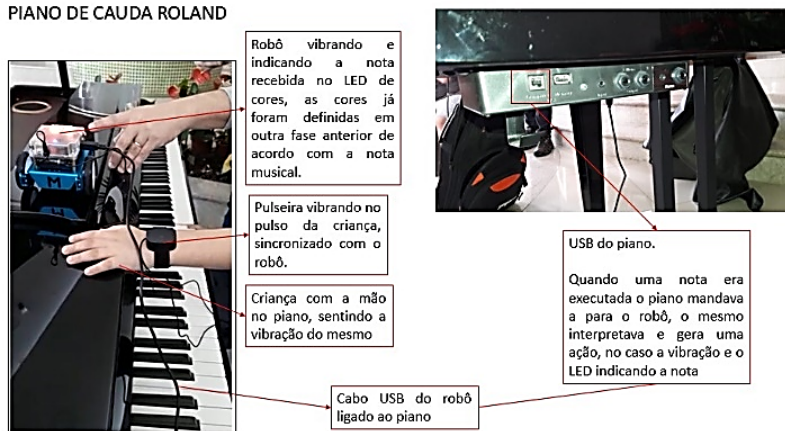 PIANO DE CAUDA ROLAND
Robô vibrando e
indicando a nota
recebida no LED de
cores, as cores já
foram definidas em
outra fase anterior de
acordo com a nota
musical.
Pulseira vibrando no
pulso da criança,
sincronizado com o
robô.
Criança com a mão
no piano, sentindo a
vibração do mesmo
Cabo USB do robô
ligado ao piano
USB do piano.
Quando uma nota era
executada o piano mandava
a para o robô, o mesmo
interpretava e gera uma
ação, no caso a vibração e o
LED indicando a nota
M